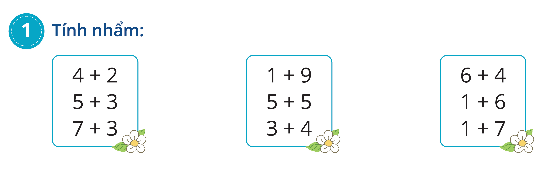 1 Tính nhẩm:
4 + 2
5 + 3
7 + 3
1 + 9
5 + 5
3 + 4
6 + 4
1 + 6
1 + 7